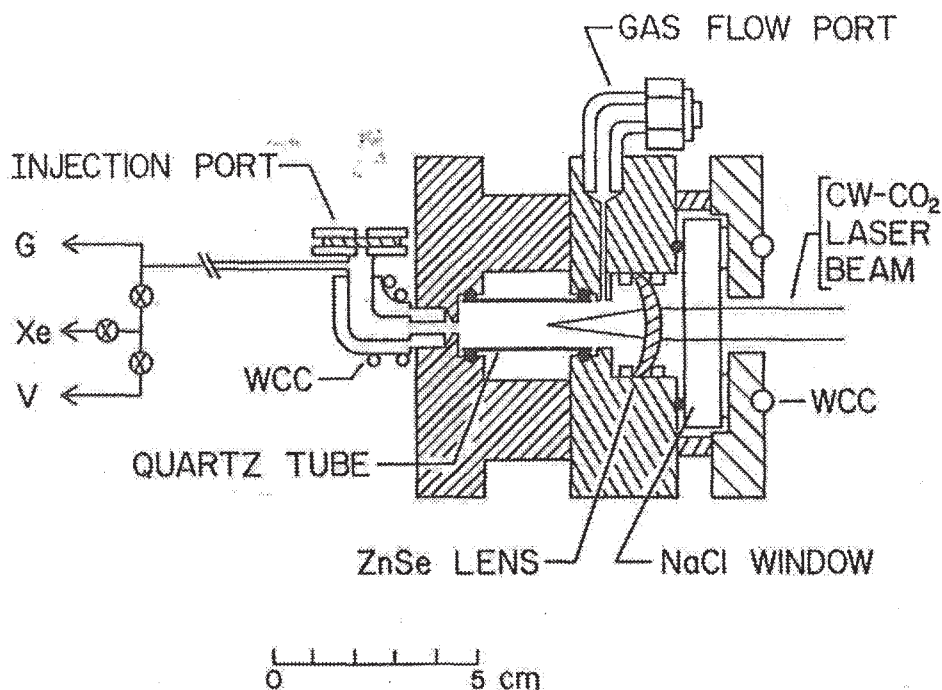 GAS FLOW PORT
INJECTION PORT
CW-CO₂
LASER
BEAM
G
Xe
V
WCC
WCC
QUARTZ TUBE
ZnSe LENS
NaCl WINDOW
0
5 cm